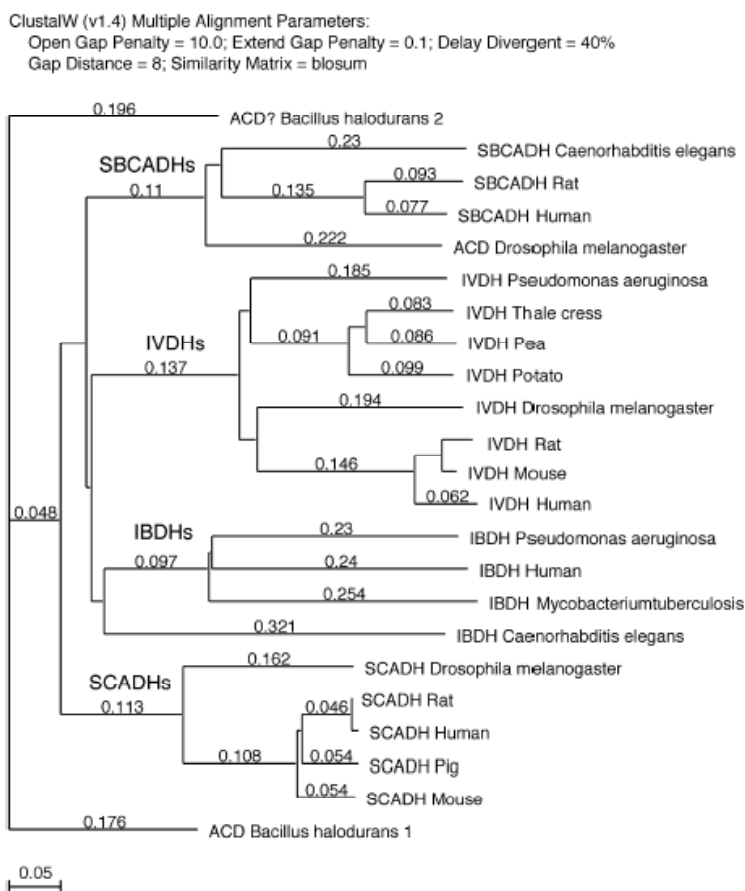 ClustalW (v1.4) Multiple Alignment Parameters:
Open Gap Penalty = 10.0; Extend Gap Penalty = 0.1; Delay Divergent = 40%
Gap Distance = 8; Similarity Matrix = blosum
0.196
ACD? Bacillus halodurans 2
0.23
SBCADH Caenorhabditis elegans
SBCADHs
0.093
SBCADH Rat
0.11
0.135
0.077
SBCADH Human
0.222
ACD Drosophila melanogaster
0.185
IVDH Pseudomonas aeruginosa
0.083
IVDH Thale cress
IVDHs
0.091
0.086
IVDH Pea
0.137
0.099
IVDH Potato
0.194
IVDH Drosophila melanogaster
IVDH Rat
0.146
IVDH Mouse
0.062
IVDH Human
0.048
IBDHs
0.23
IBDH Pseudomonas aeruginosa
0.097
0.24
IBDH Human
0.254
IBDH Mycobacteriumtuberculosis
0.321
IBDH Caenorhabditis elegans
0.162
SCADH Drosophila melanogaster
SCADHs
0.046
SCADH Rat
0.113
SCADH Human
0.108
0.054
SCADH Pig
0.054
SCADH Mouse
0.176
ACD Bacillus halodurans 1
0.05